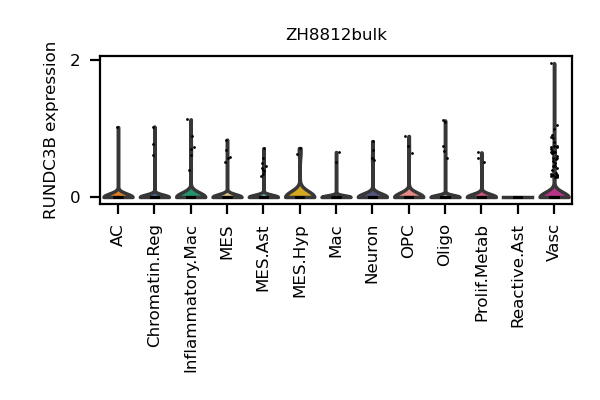 ZH8812bulk
RUNDC3B expression
2
0
AC
Chromatin.Reg
Inflammatory.Mac
MES
MES.Ast
MES.Hyp
Mac
Neuron
OPC
Oligo
Prolif.Metab
Reactive.Ast
Vasc